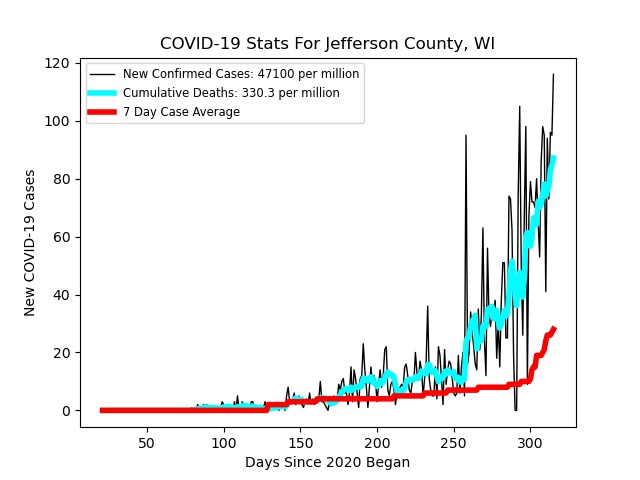 COVID-19 Stats For Jefferson County, WI
New Confirmed Cases: 47100 per million
Cumulative Deaths: 330.3 per million
7 Day Case Average
120
100
80
60
40
20
0
New COVID-19 Cases
50 100 150 200 250 300
Days Since 2020 Began